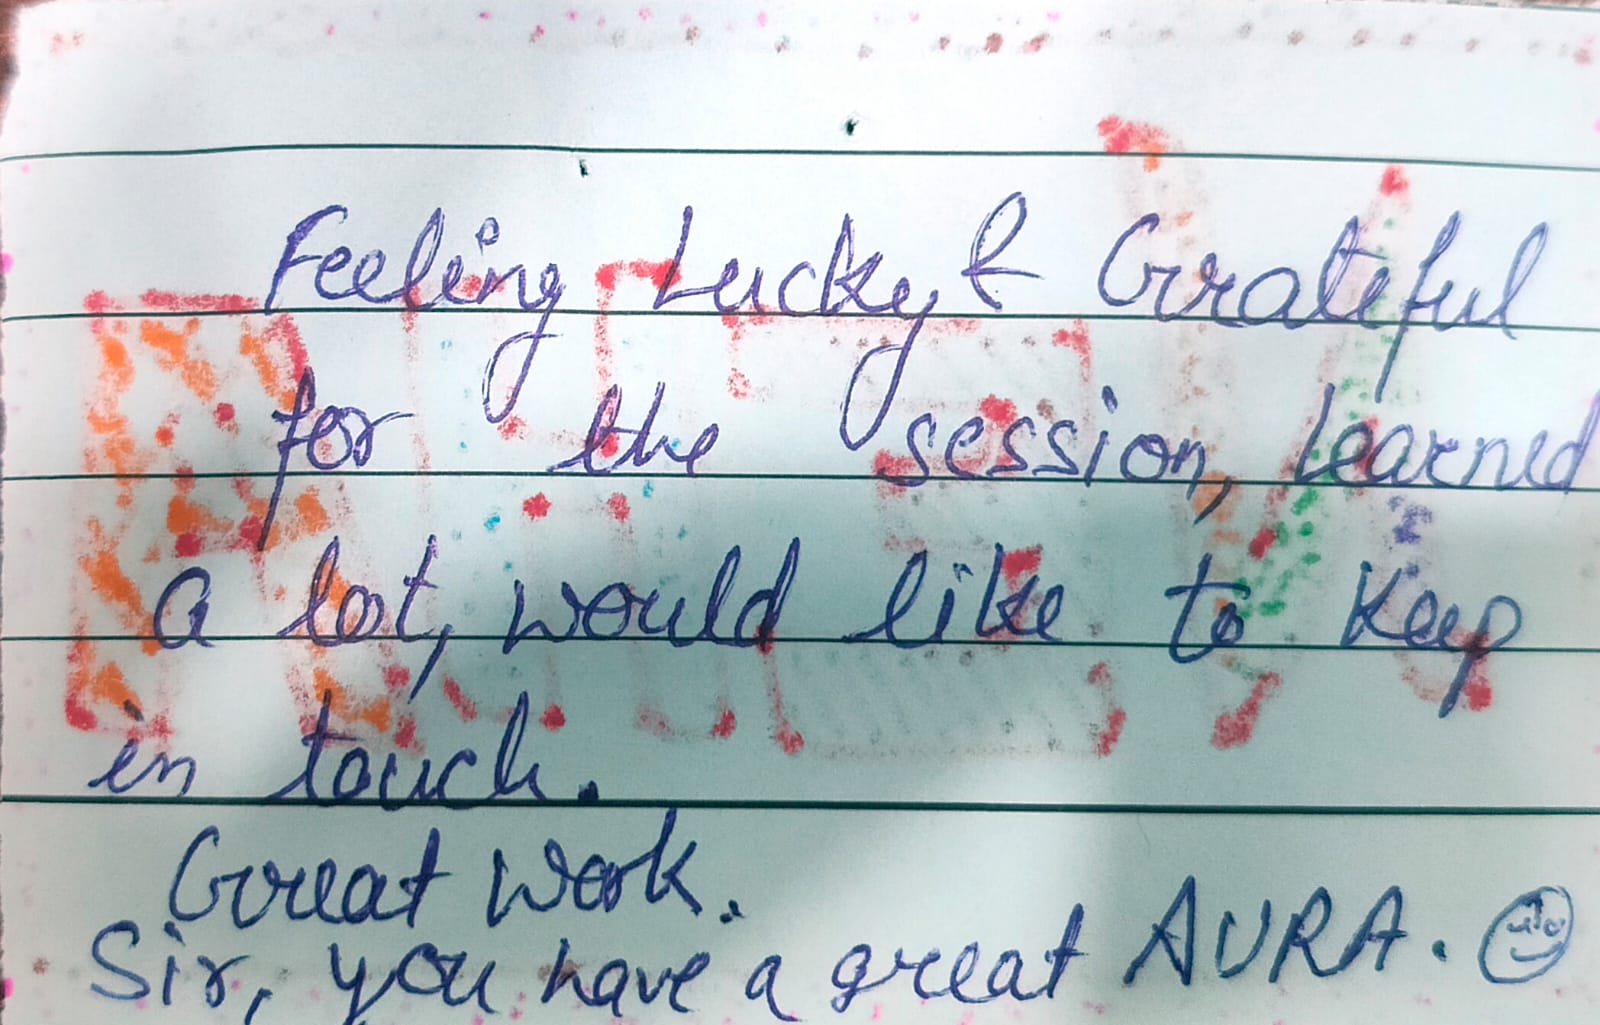 Feeling Lucky & Grateful
for the session, learned
a lot, would like to keep
in touch.
Great work.
Sir, you have a great AURA.